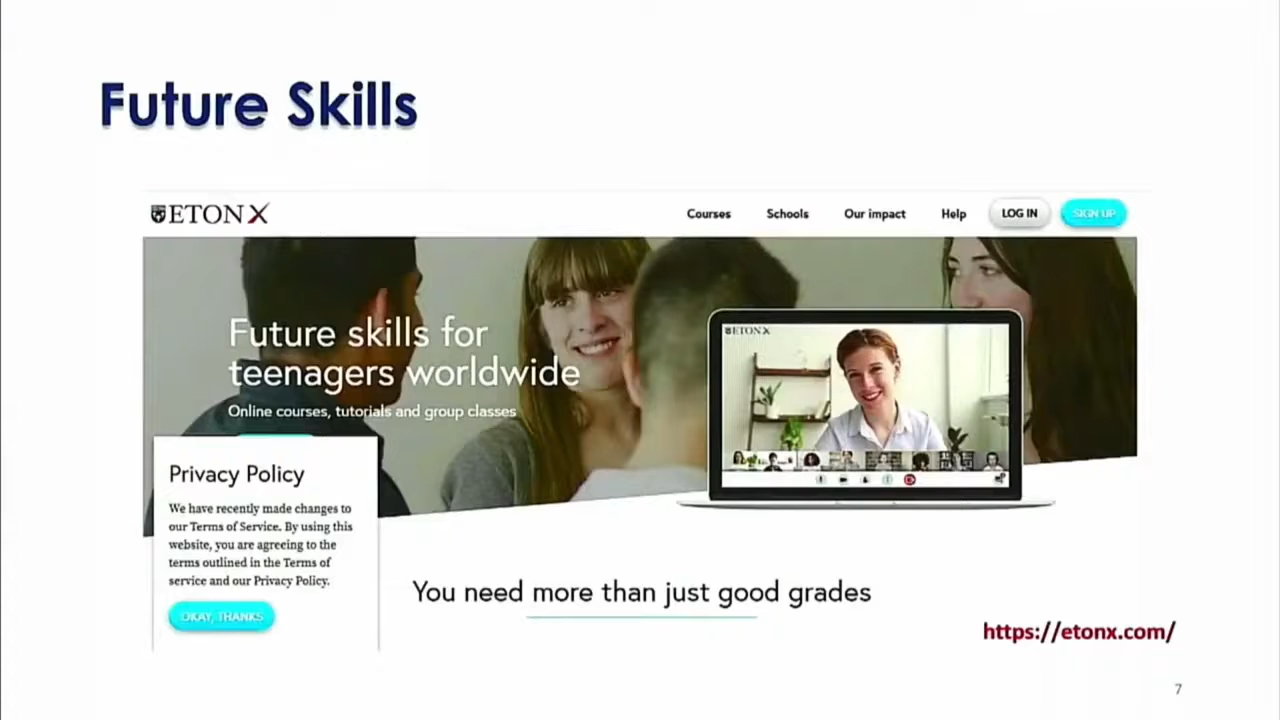 Future Skills
ETONX
Courses
Schools
Our impact
Help
LOG IN
SIGN UP
Future skills for
teenagers worldwide
Online courses, tutorials and group classes
ETONX
Privacy Policy
We have recently made changes to
our Terms of Service. By using this
website, you are agreeing to the
terms outlined in the Terms of
service and our Privacy Policy.
OKAY, THANKS
You need more than just good grades
https://etonx.com/
7